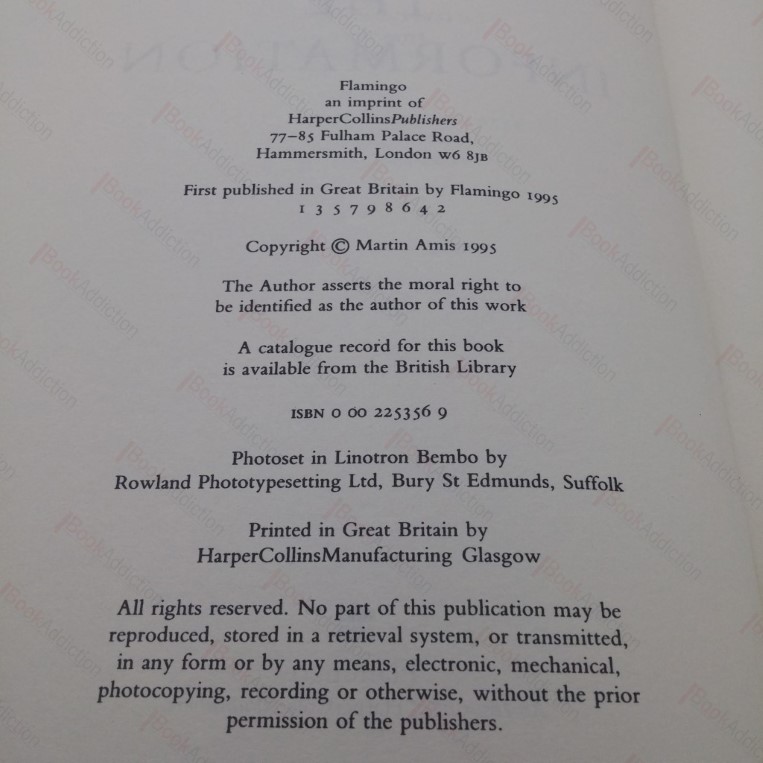 Flamingo
an imprint of
HarperCollinsPublishers
77–85 Fulham Palace Road,
Hammersmith, London W6 8JB
First published in Great Britain by Flamingo 1995
1 3 5 7 9 8 6 4 2
Copyright © Martin Amis 1995
The Author asserts the moral right to
be identified as the author of this work
A catalogue record for this book
is available from the British Library
ISBN 0 00 225356 9
Photoset in Linotron Bembo by
Rowland Phototypesetting Ltd, Bury St Edmunds, Suffolk
Printed in Great Britain by
HarperCollinsManufacturing Glasgow
All rights reserved. No part of this publication may be
reproduced, stored in a retrieval system, or transmitted,
in any form or by any means, electronic, mechanical,
photocopying, recording or otherwise, without the prior
permission of the publishers.
BookAddiction